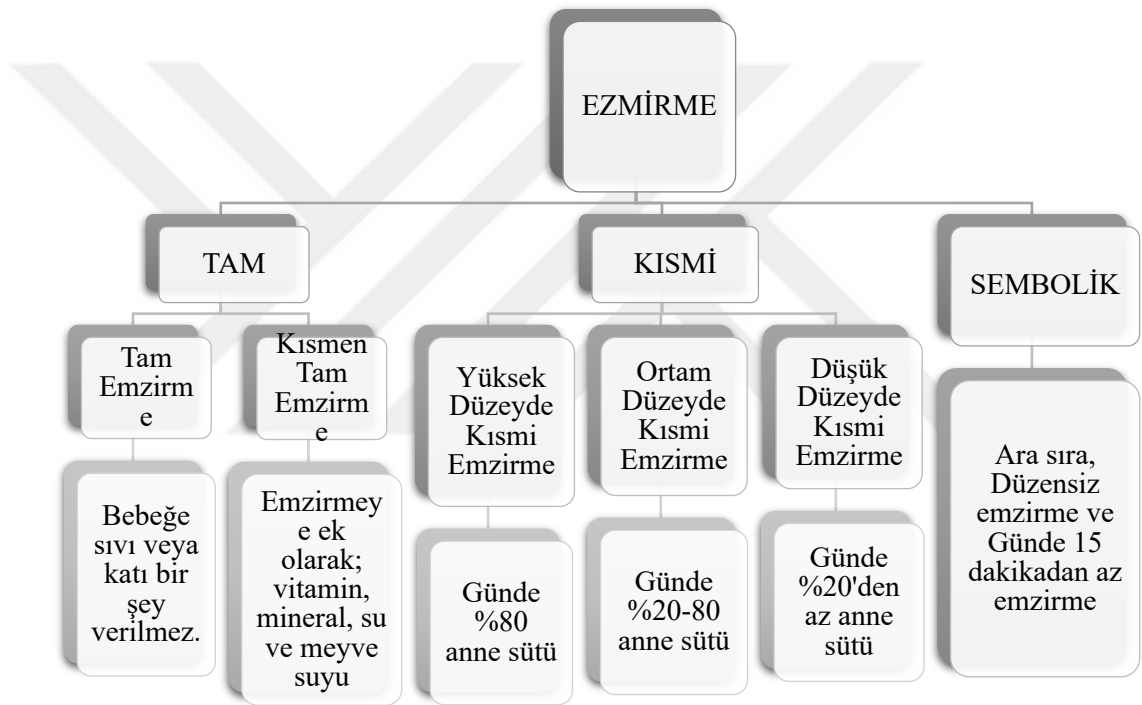 EZMİRME
TAM
KISMİ
SEMBOLİK
Tam
Emzirm
e
Kısmen
Tam
Emzirm
e
Yüksek
Düzeyde
Kısmi
Emzirme
Ortam
Düzeyde
Kısmi
Emzirme
Düşük
Düzeyde
Kısmi
Emzirme
Bebeğe
sıvı veya
katı bir
şey
verilmez.
Emzirmey
e ek
olarak;
vitamin,
mineral, su
ve meyve
suyu
Günde
%80
anne sütü
Günde
%20-80
anne sütü
Günde
%20'den
az anne
sütü
Ara sıra,
Düzensiz
emzirme ve
Günde 15
dakikadan az
emzirme